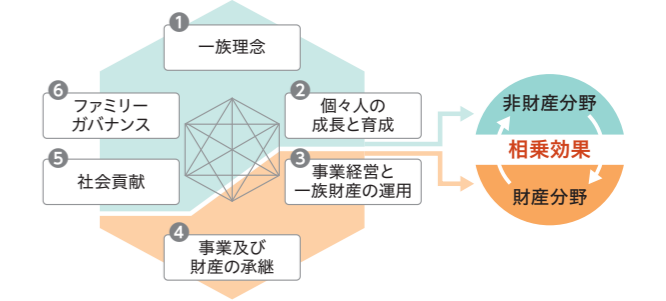 1
一族理念
2
個々人の
成長と育成
3
事業経営と
一族財産の運用
4
事業及び
財産の承継
5
社会貢献
6
ファミリー
ガバナンス
非財産分野
相乗効果
財産分野